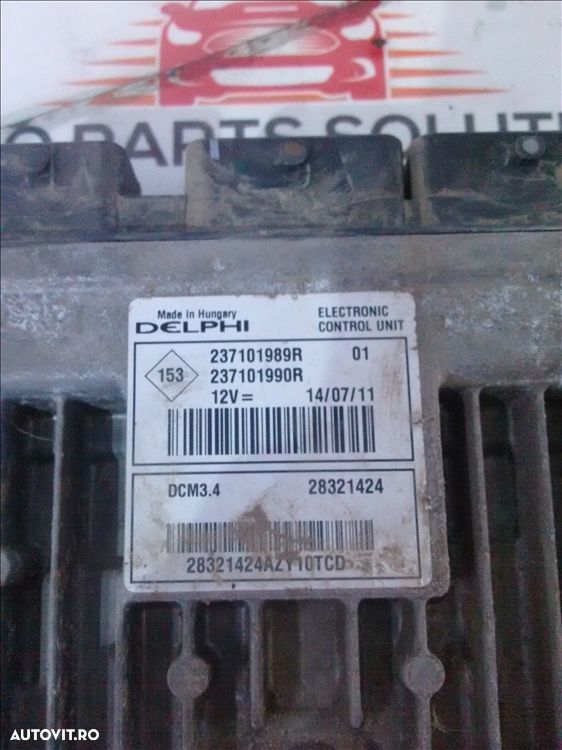 O PARTS SOLUTI
Made in Hungary
DELPHI
ELECTRONIC
CONTROL UNIT
153
237101989R 01
237101990R
12V= 14/07/11
DCM3.4 28321424
28321424AZY10TCD
AUTOVIT.RO